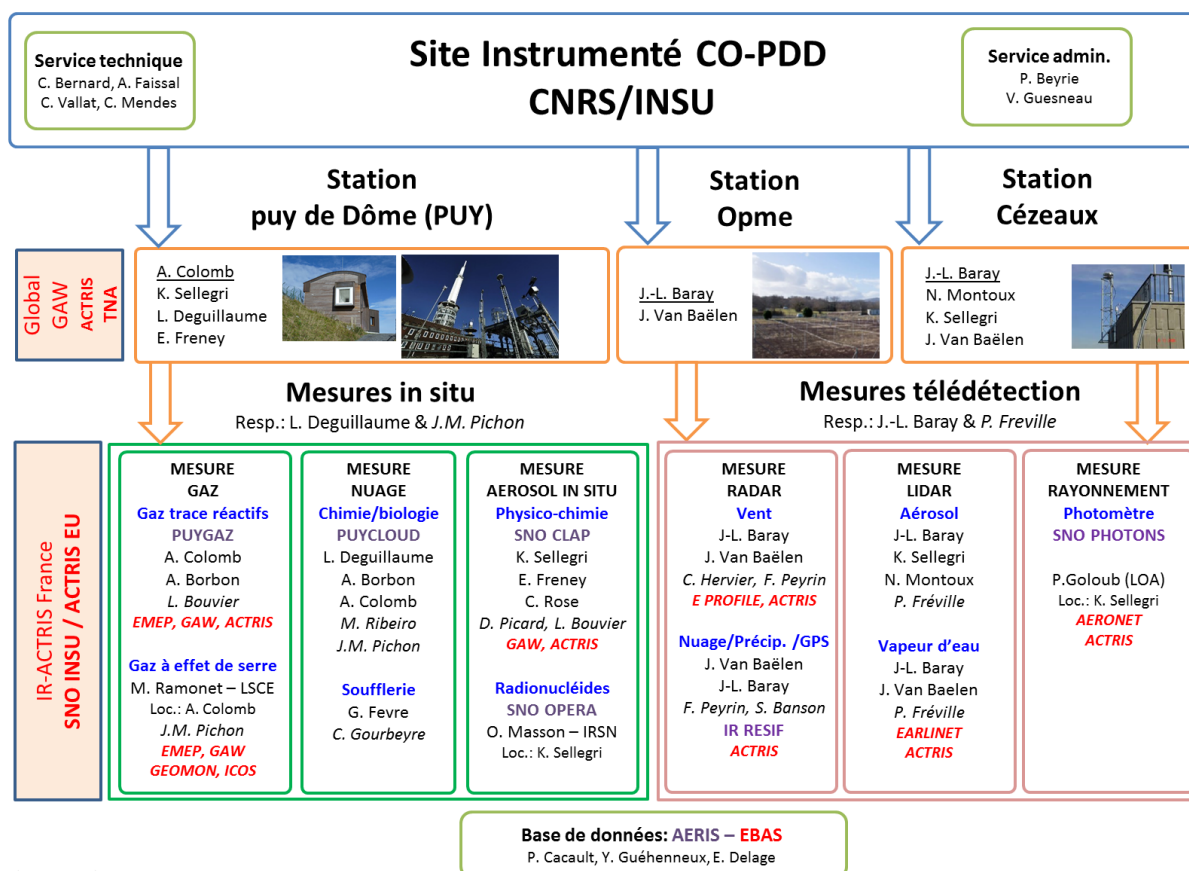 Service technique
C. Bernard, A. Faissal,
C. Vallat, C. Mendes
Site Instrumenté CO-PDD
CNRS/INSU
Service admin.
P. Beyrie
V. Guesneau
Station
puy de Dôme (PUY)
Station
Opme
Station
Cézeaux
Global
GAW
ACTRIS
TNA
A. Colomb
K. Sellegri
L. Deguillaume
E. Freney
J.-L. Baray
J. Van Baëlen
J.-L. Baray
N. Montoux
K. Sellegri
J. Van Baëlen
Mesures in situ
Resp.: L. Deguillaume & J.M. Pichon
Mesures télédétection
Resp.: J.-L. Baray & P. Freville
IR-ACTRIS France
SNO INSU / ACTRIS EU
MESURE
GAZ
Gaz trace réactifs
PUYGAZ
A. Colomb
A. Borbon
L. Bouvier
EMEP, GAW, ACTRIS
Gaz à effet de serre
M. Ramonet – LSCE
Loc.: A. Colomb
J.M. Pichon
EMEP, GAW
GEOMON, ICOS
MESURE
NUAGE
Chimie/biologie
PUYCLOUD
L. Deguillaume
A. Borbon
A. Colomb
M. Ribeiro
J.M. Pichon
Soufflerie
G. Fevre
C. Gourbeyre
MESURE
AEROSOL IN SITU
Physico-chimie
SNO CLAP
K. Sellegri
E. Freney
C. Rose
D. Picard, L. Bouvier
GAW, ACTRIS
Radionucléides
SNO OPERA
O. Masson – IRSN
Loc.: K. Sellegri
MESURE
RADAR
Vent
J.-L. Baray
J. Van Baëlen
C. Hervier, F. Peyrin
E PROFILE, ACTRIS
Nuage/Précip. /GPS
J. Van Baëlen
J.-L. Baray
F. Peyrin, S. Banson
IR RESIF
ACTRIS
MESURE
LIDAR
Aérosol
J.-L. Baray
K. Sellegri
N. Montoux
P. Fréville
Vapeur d’eau
J.-L. Baray
J. Van Baelen
P. Fréville
EARLINET
ACTRIS
MESURE
RAYONNEMENT
Photomètre
SNO PHOTONS
P.Goloub (LOA)
Loc.: K. Sellegri
AERONET
ACTRIS
Base de données: AERIS – EBAS
P. Cacault, Y. Guéhenneux, E. Delage